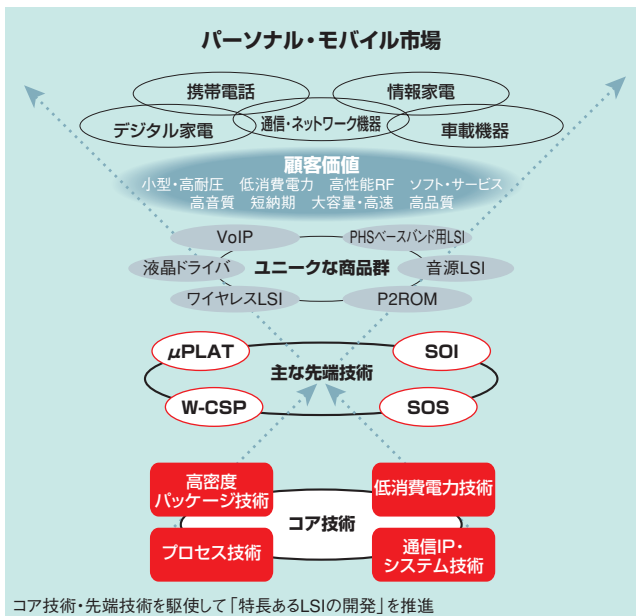 パーソナル・モバイル市場
携帯電話
情報家電
デジタル家電
通信・ネットワーク機器
車載機器
顧客価値
小型・高耐圧 低消費電力 高性能RF ソフト・サービス
高音質 短納期 大容量・高速 高品質
VoIP
PHSベースバンド用LSI
液晶ドライバ
ユニークな商品群
音源LSI
ワイヤレスLSI
P2ROM
μPLAT
SOI
主な先端技術
W-CSP
SOS
高密度
パッケージ技術
低消費電力技術
コア技術
プロセス技術
通信IP・
システム技術
コア技術・先端技術を駆使して「特長あるLSIの開発」を推進